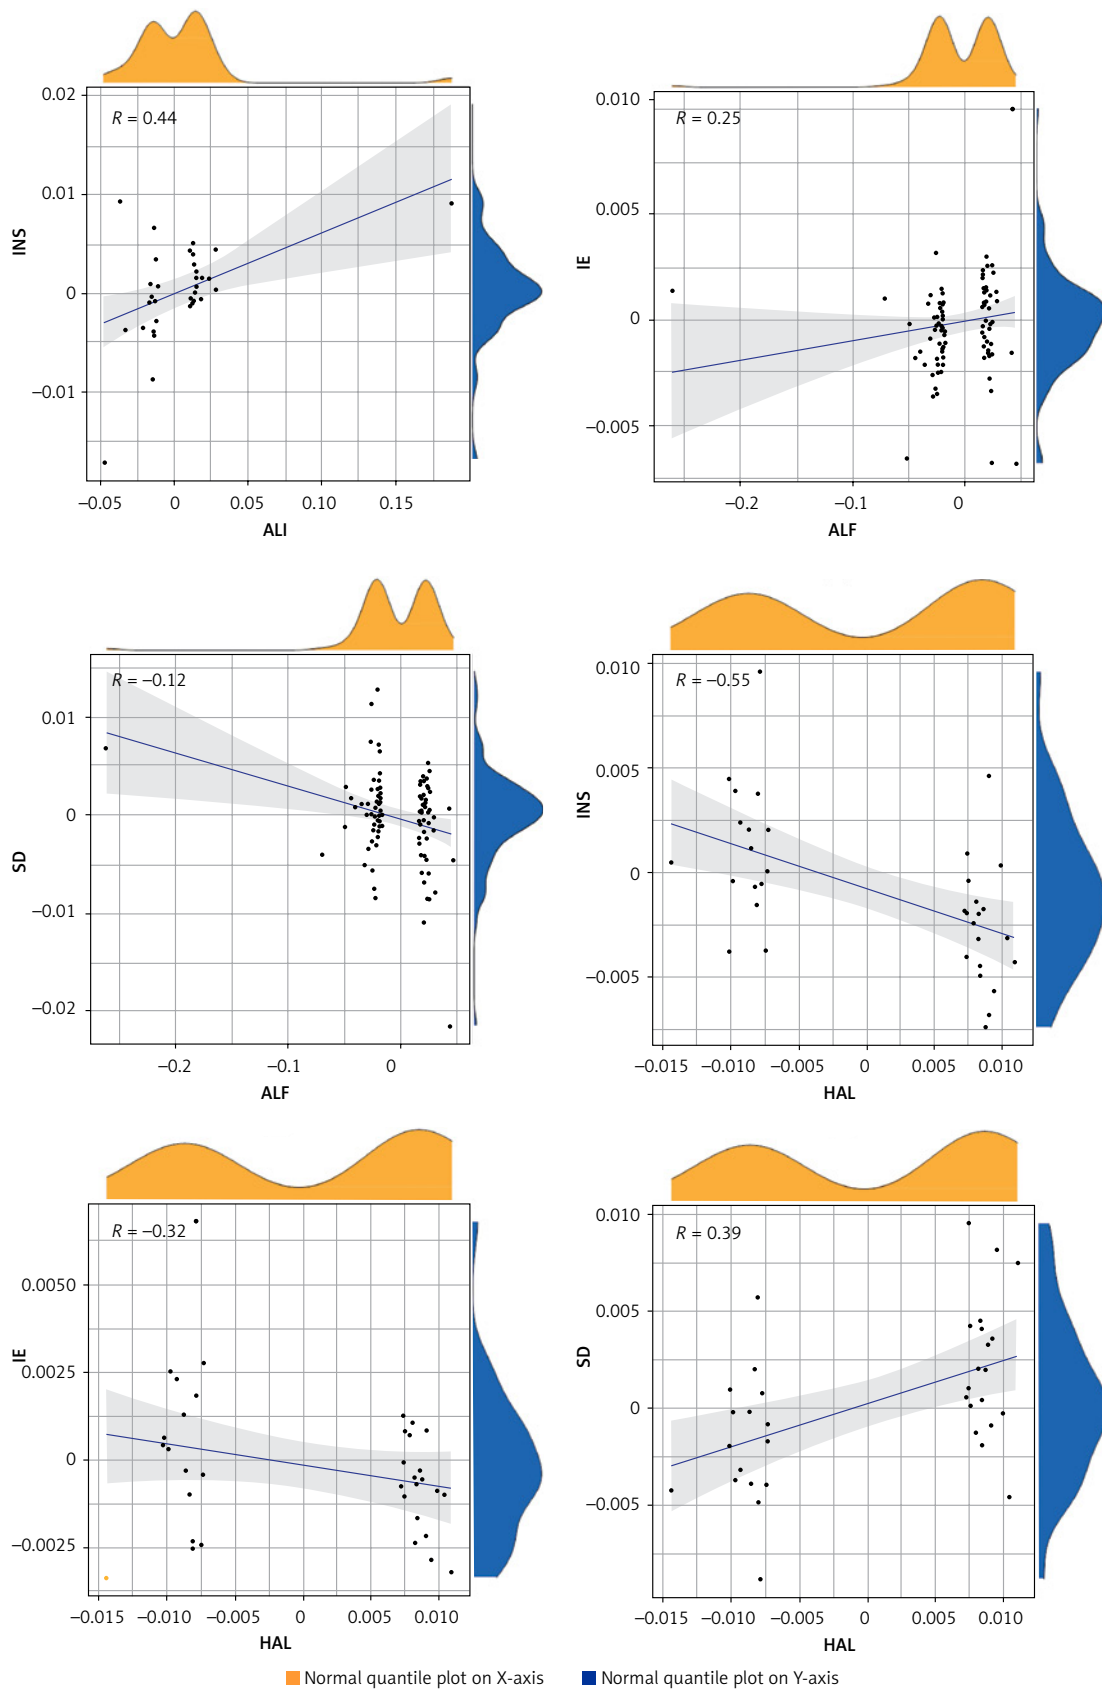 R = 0.44
INS
0.02
0.01
0
−0.01
−0.05 0 0.05 0.10 0.15
ALI
R = 0.25
IE
0.010
0.005
0
−0.005
−0.2 −0.1 0
ALF
R = −0.12
SD
0.01
0
−0.01
−0.02
−0.2 −0.1 0
ALF
R = −0.55
INS
0.010
0.005
0
−0.005
−0.015 −0.010 −0.005 0 0.005 0.010
HAL
R = −0.32
IE
0.0050
0.0025
0
−0.0025
−0.015 −0.010 −0.005 0 0.005 0.010
HAL
R = 0.39
SD
0.010
0.005
0
−0.005
−0.015 −0.010 −0.005 0 0.005 0.010
HAL
Normal quantile plot on X-axis Normal quantile plot on Y-axis